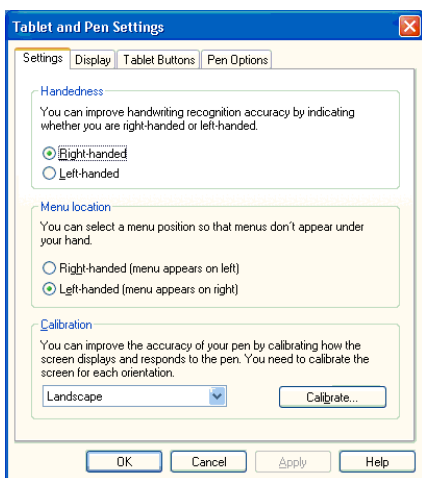 Tablet and Pen Settings
Settings Display Tablet Buttons Pen Options
Handedness
You can improve handwriting recognition accuracy by indicating
whether you are right-handed or left-handed.
Right-handed
Left-handed
Menu location
You can select a menu position so that menus don't appear under
your hand.
Right-handed (menu appears on left)
Left-handed (menu appears on right)
Calibration
You can improve the accuracy of your pen by calibrating how the
screen displays and responds to the pen. You need to calibrate the
screen for each orientation.
Landscape Calibrate...
OK Cancel Apply Help